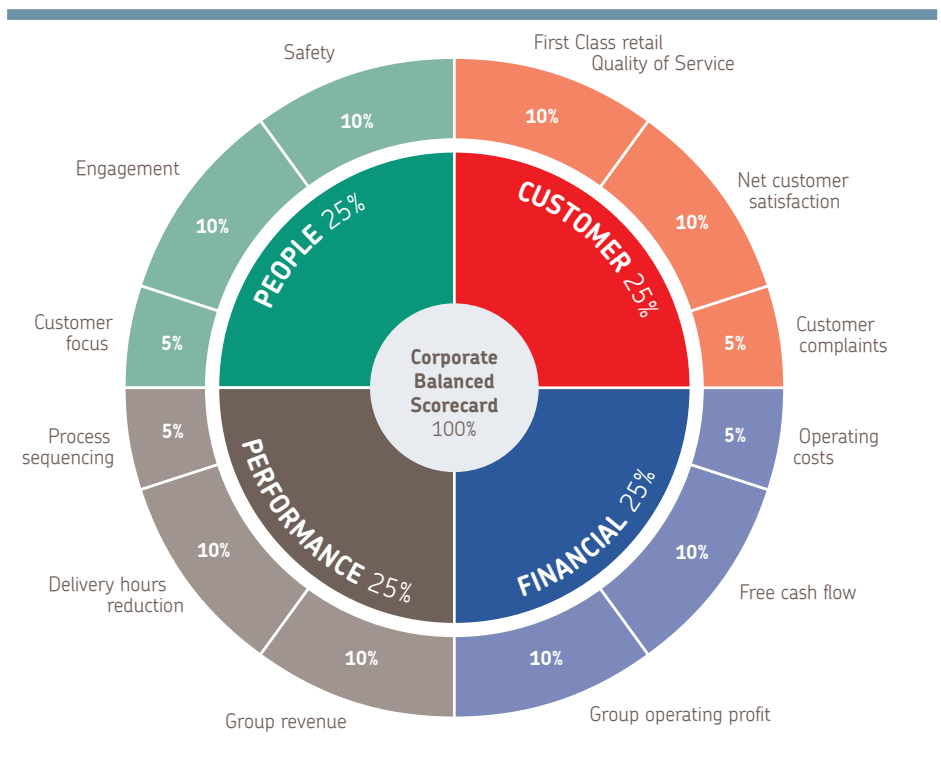 Safety
10%
First Class retail
Quality of Service
10%
Engagement
10%
Net customer
satisfaction
10%
Customer
focus
5%
Customer
complaints
5%
PEOPLE 25%
CUSTOMER 25%
Corporate
Balanced
Scorecard
100%
PERFORMANCE 25%
FINANCIAL 25%
Process
sequencing
5%
Operating
costs
5%
Delivery hours
reduction
10%
Free cash flow
10%
Group revenue
10%
Group operating profit
10%